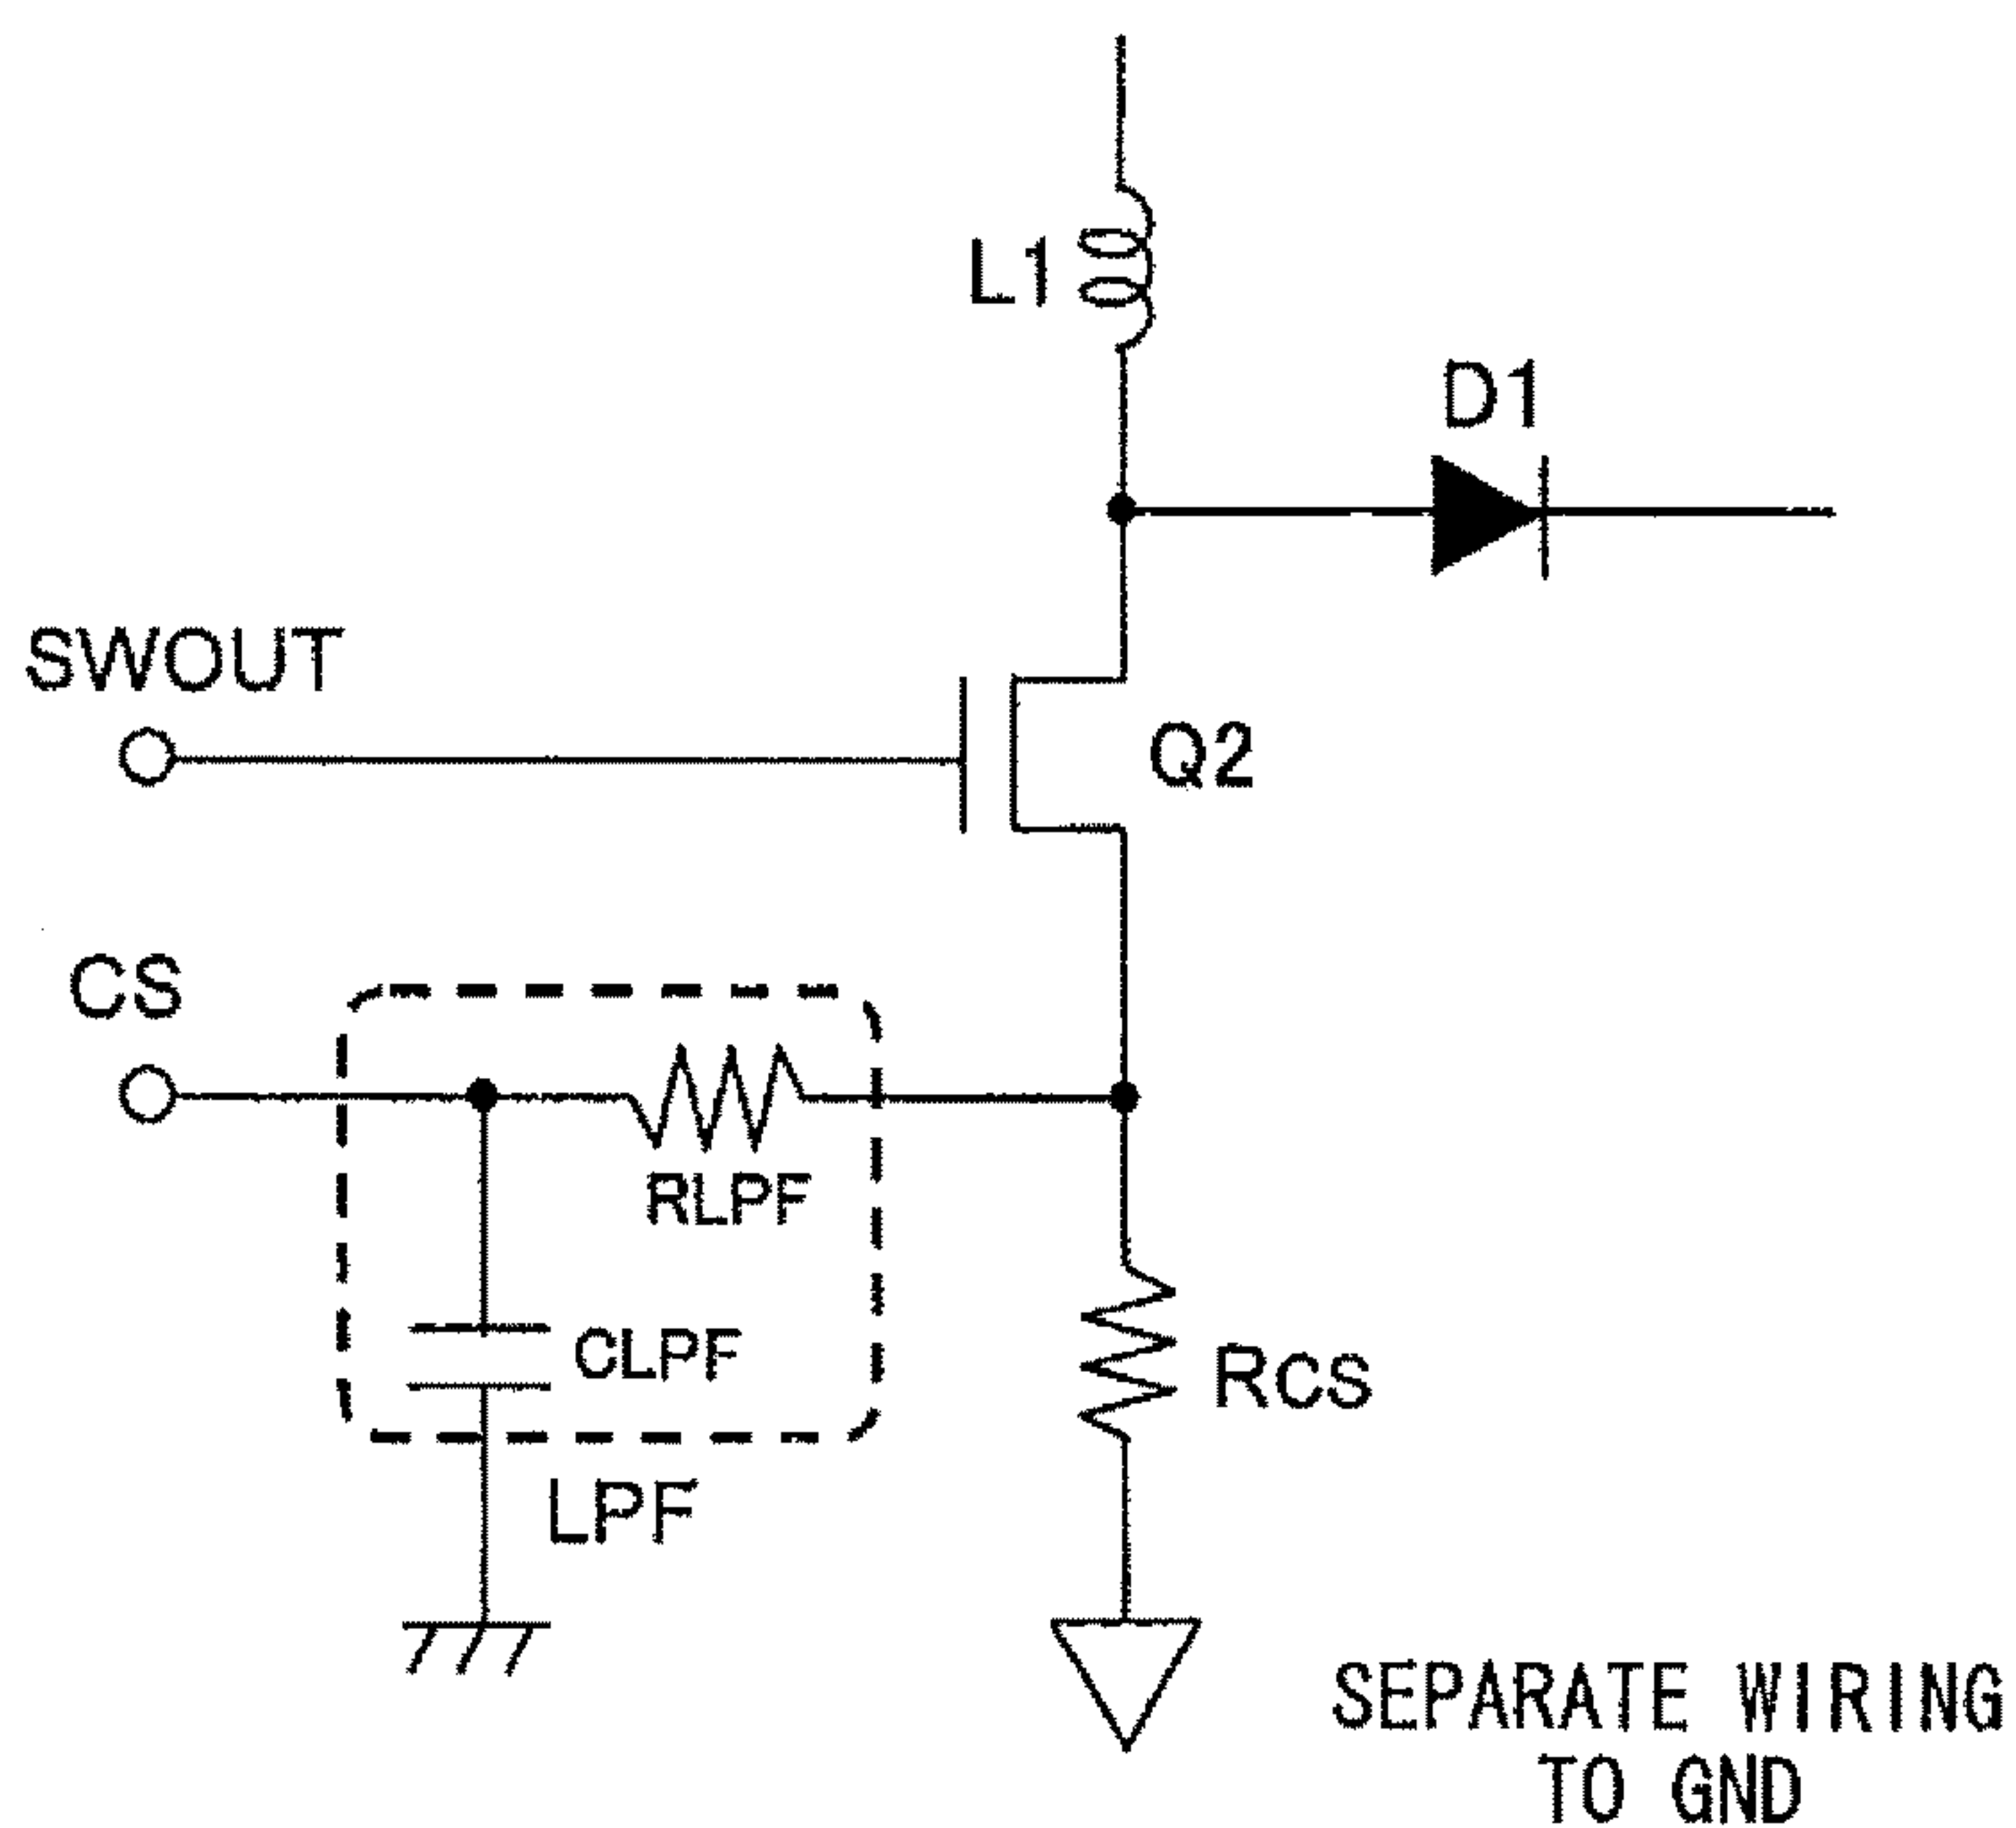 L1
D1
SWOUT
Q2
CS
RLPF
CLPF
RCS
LPF
SEPARATE WIRING
TO GND